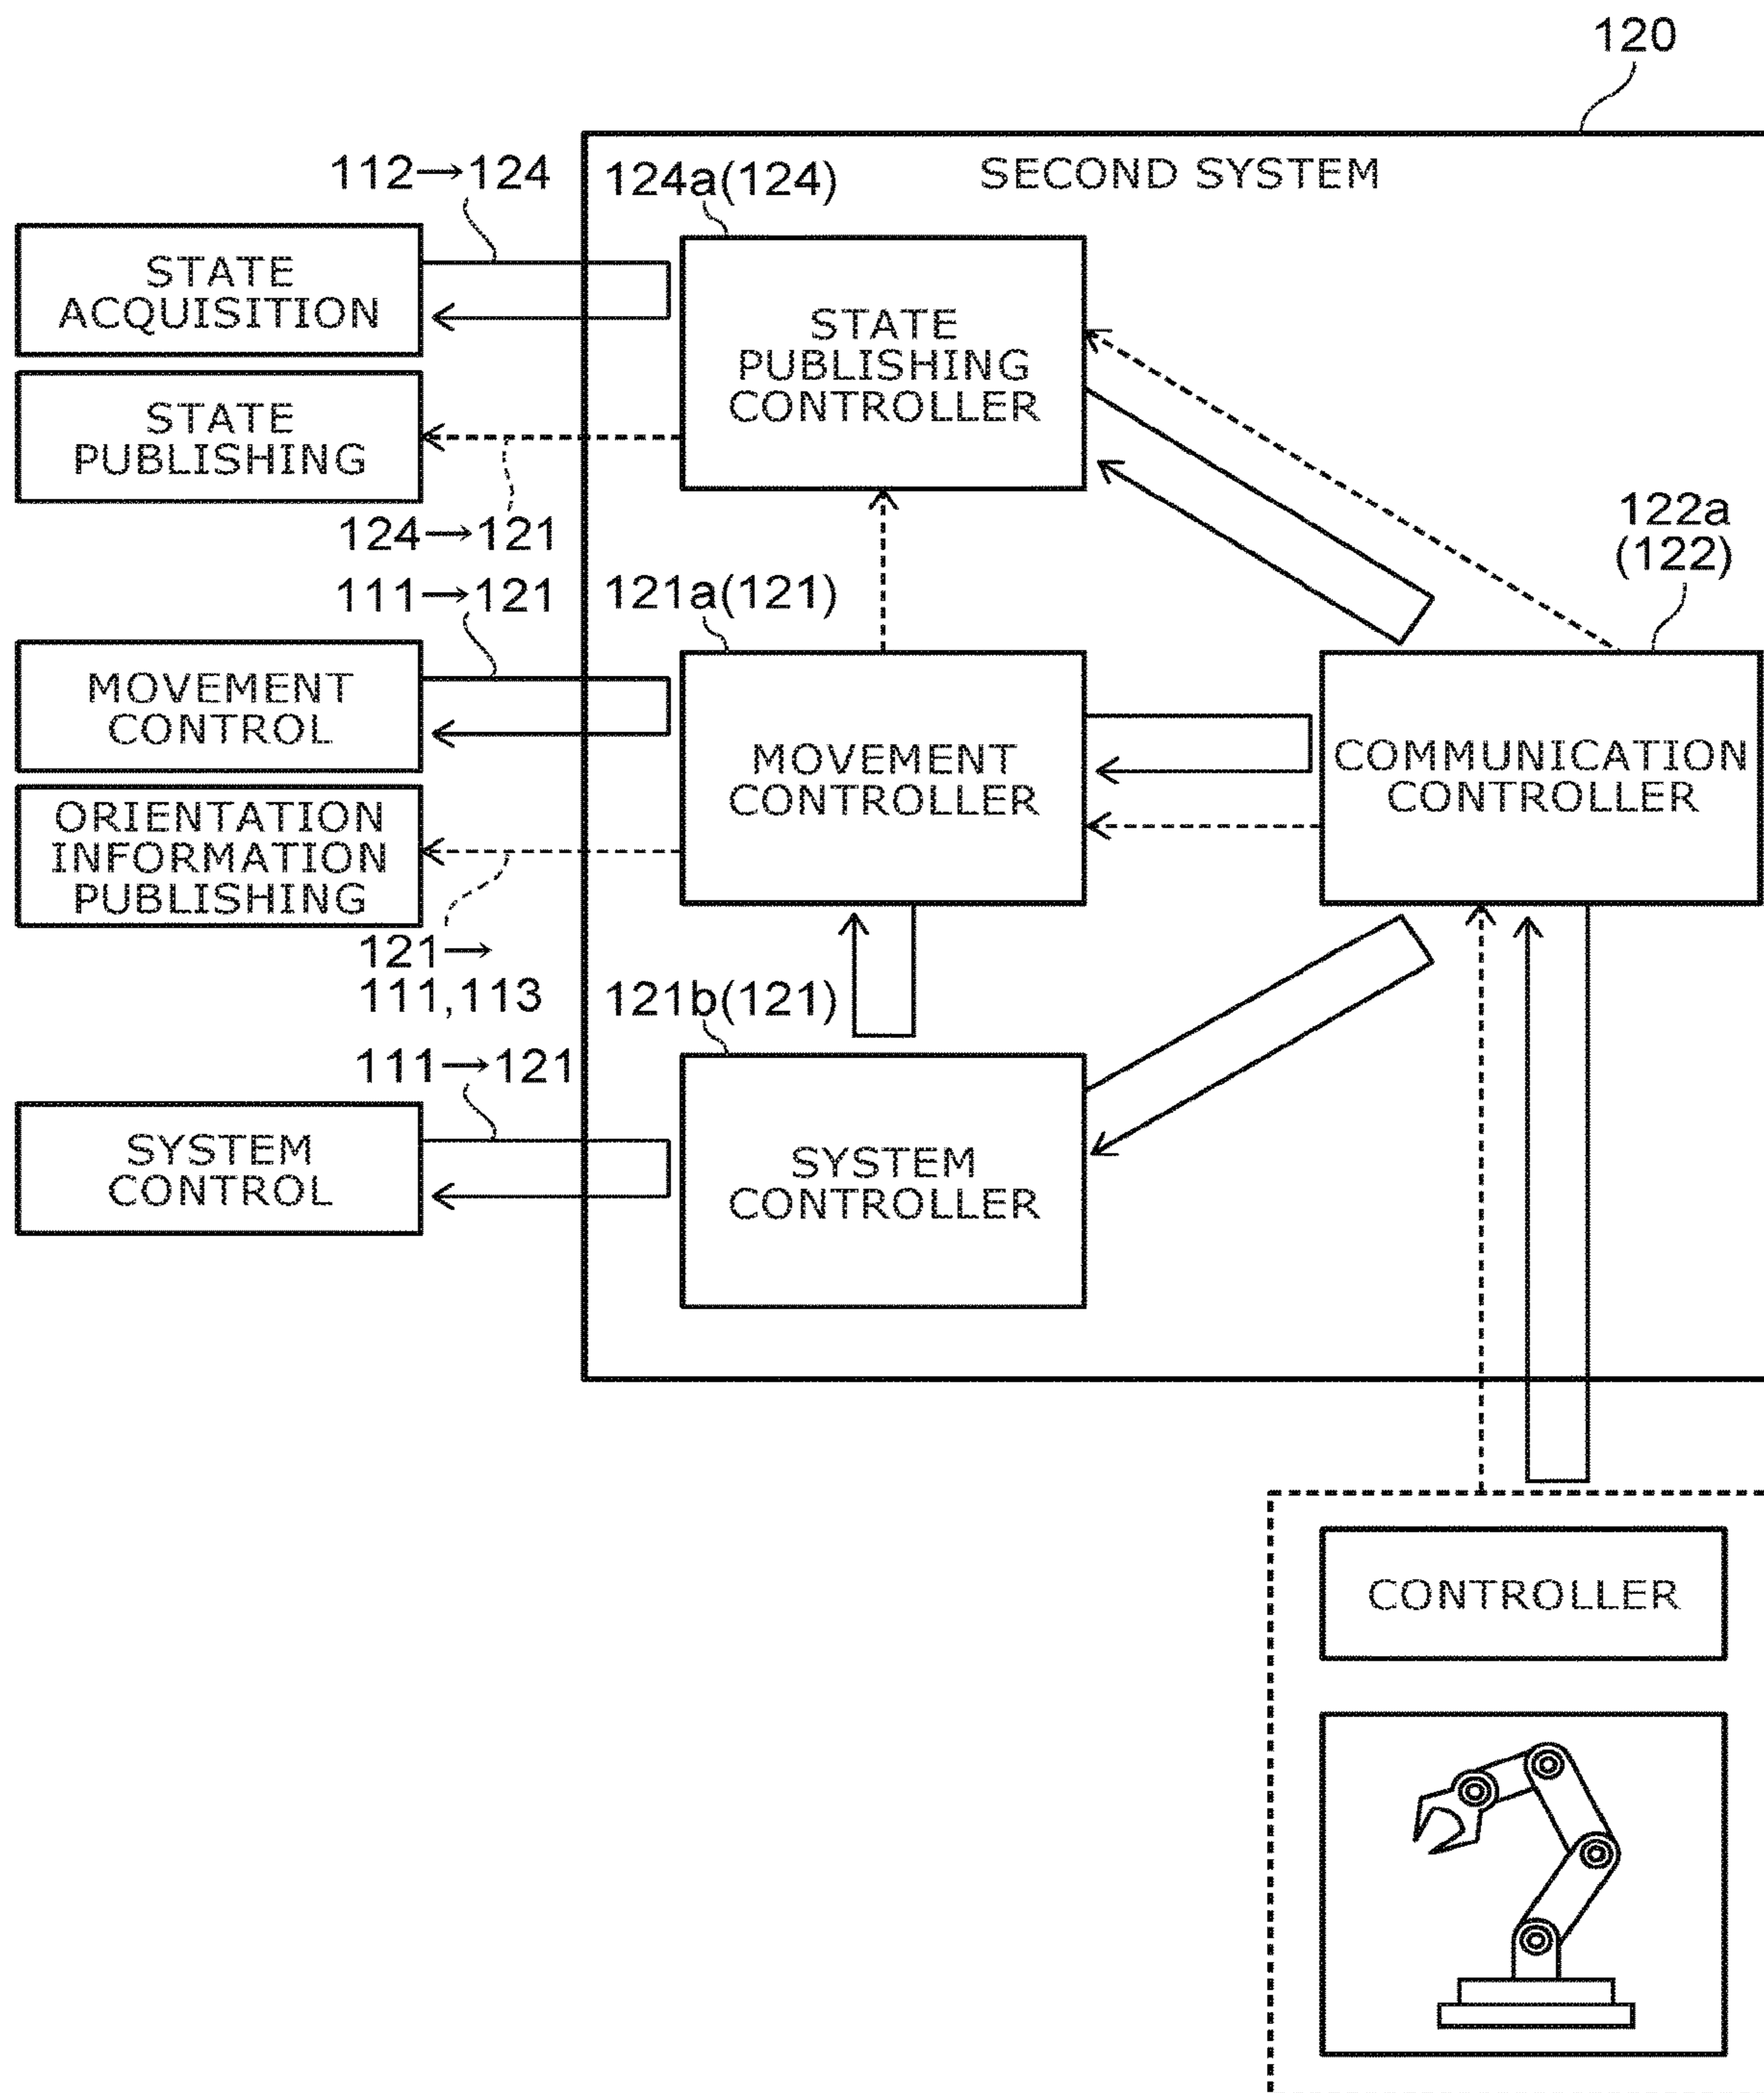 120
SECOND SYSTEM
112→124
124a(124)
STATE
ACQUISITION
STATE
PUBLISHING
CONTROLLER
STATE
PUBLISHING
124→121
122a
(122)
111→121
121a(121)
MOVEMENT
CONTROL
MOVEMENT
CONTROLLER
COMMUNICATION
CONTROLLER
ORIENTATION
INFORMATION
PUBLISHING
121→
111,113
121b(121)
111→121
SYSTEM
CONTROL
SYSTEM
CONTROLLER
CONTROLLER